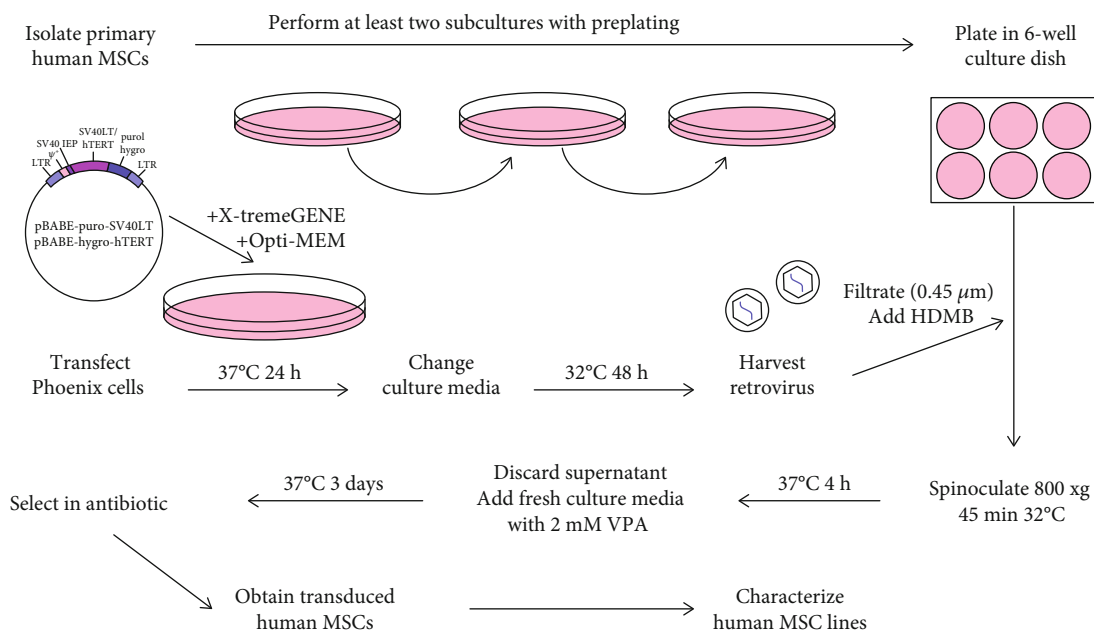 Isolate primary
human MSCs
Perform at least two subcultures with preplating
Plate in 6-well
culture dish
SV40LT/
hTERT
SV40 IEP
purol
hygro
ψ+
LTR
LTR
pBABE-puro-SV40LT
pBABE-hygro-hTERT
+X-tremeGENE
+Opti-MEM
Filtrate (0.45 μm)
Add HDMB
Transfect
Phoenix cells
37°C 24 h
Change
culture media
32°C 48 h
Harvest
retrovirus
Spinoculate 800 xg
45 min 32°C
37°C 4 h
Discard supernatant
Add fresh culture media
with 2 mM VPA
37°C 3 days
Select in antibiotic
Obtain transduced
human MSCs
Characterize
human MSC lines